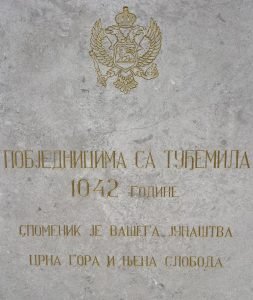 ПОБЈЕДНИЦИМА СА ТУЂЕМИЛА
1042 ГОДИНЕ
СПОМЕНИК ЈЕ ВАШЕГА ЈУНАШТВА
ЦРНА ГОРА И ЊЕНА СЛОБОДА